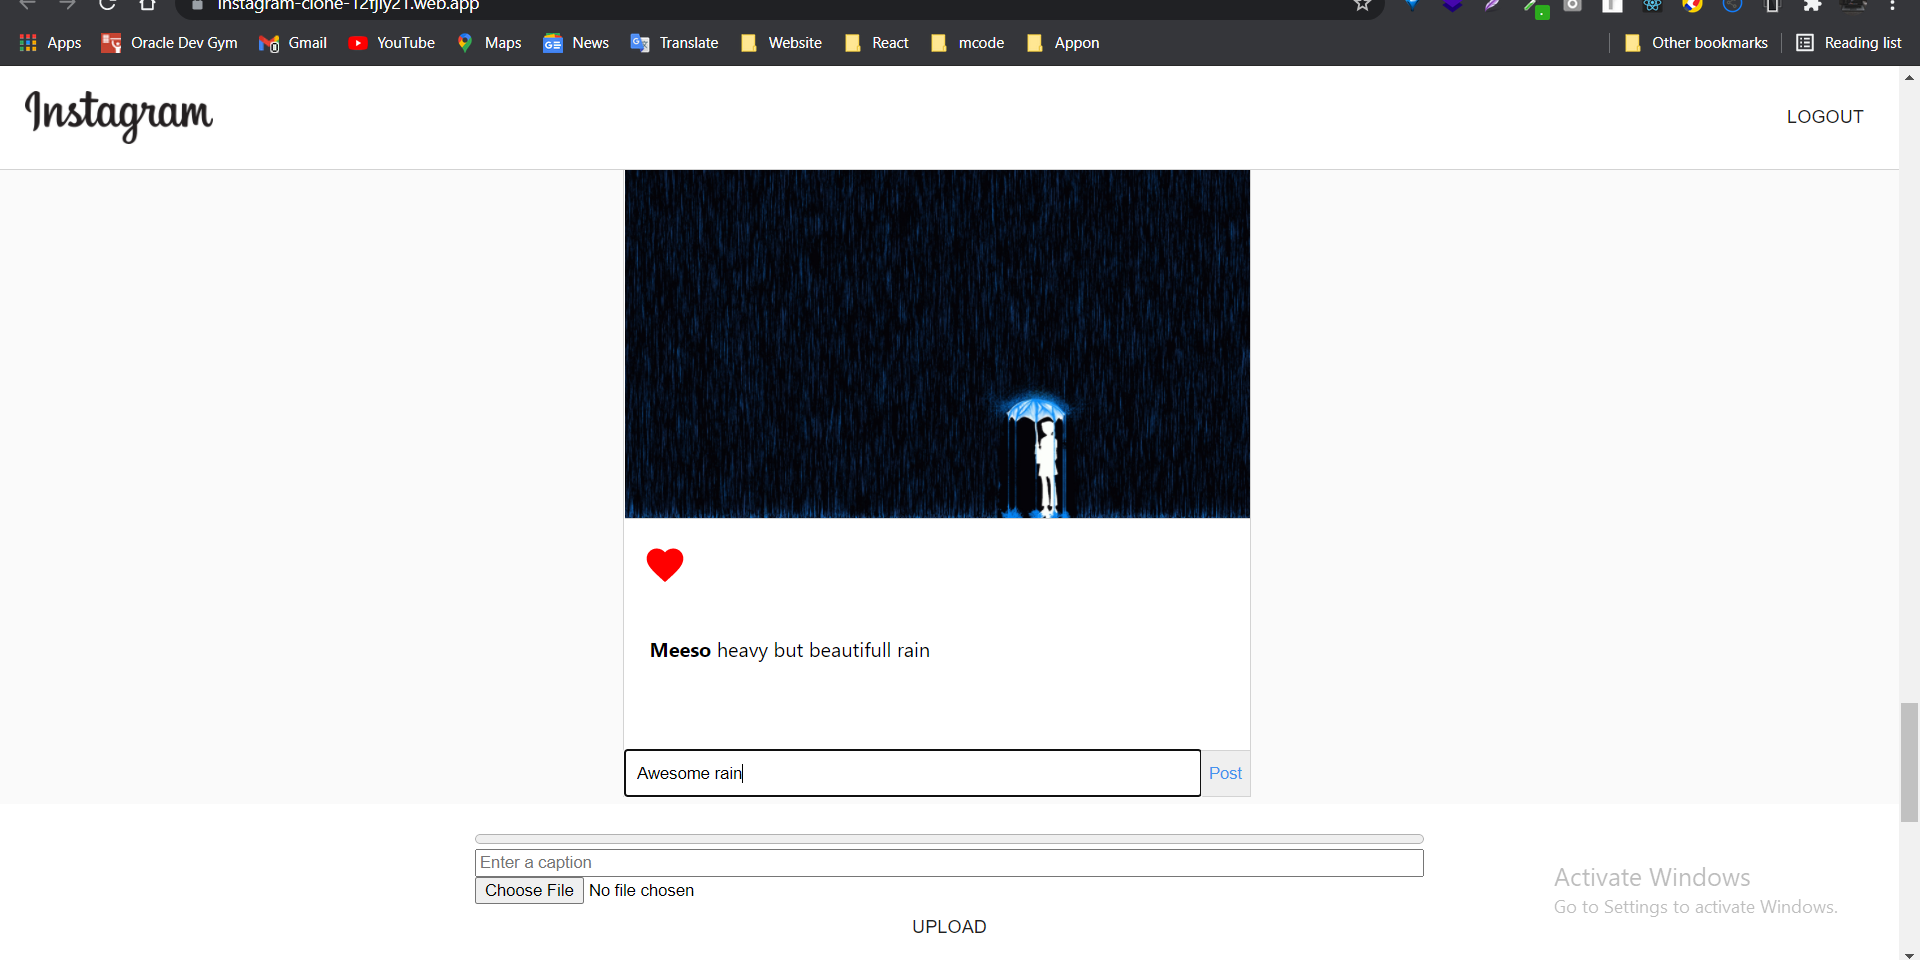 instagram-clone-12fjly21.web.app
Apps Oracle Dev Gym Gmail YouTube Maps News Translate Website React mcode Appon Other bookmarks Reading list
Instagram
LOGOUT
Meeso heavy but beautifull rain
Awesome rain Post
Enter a caption
Choose File No file chosen
UPLOAD
Activate Windows
Go to Settings to activate Windows.